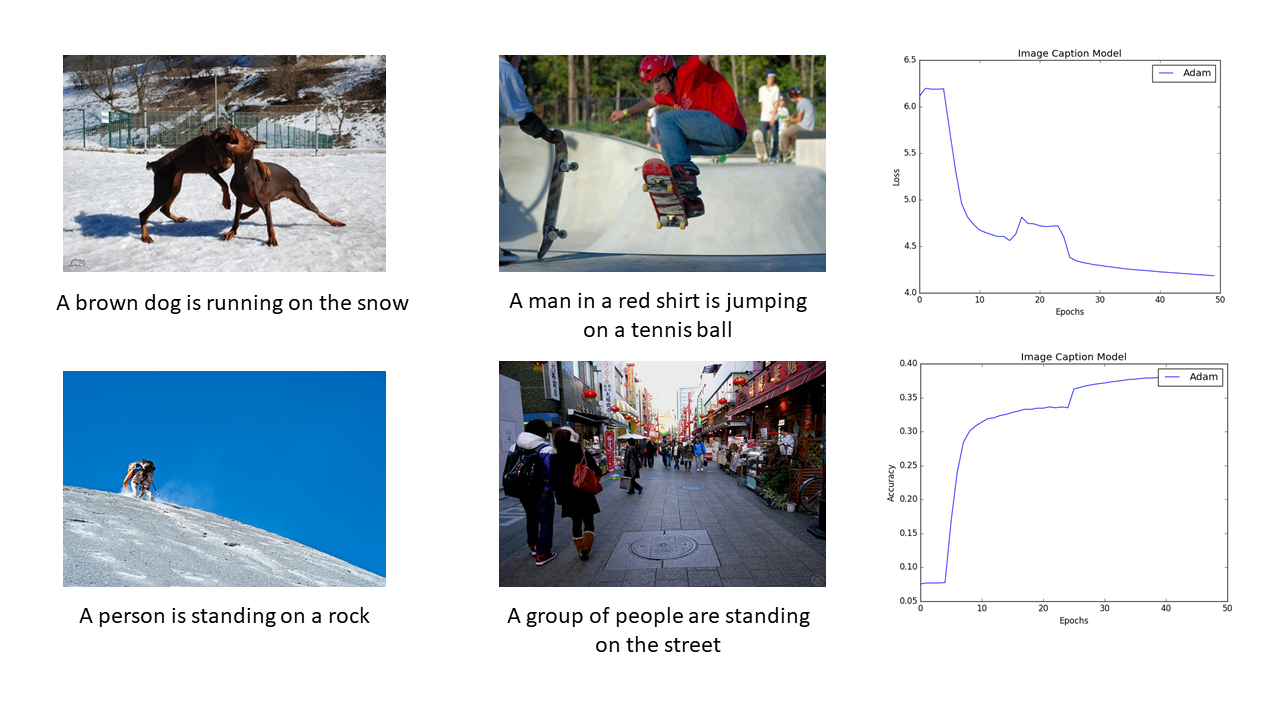 A brown dog is running on the snow
A man in a red shirt is jumping
on a tennis ball
A person is standing on a rock
A group of people are standing
on the street
Image Caption Model
Adam
6.5
6.0
5.5
5.0
4.5
4.0
Loss
0 10 20 30 40 50
Epochs
Image Caption Model
Adam
0.40
0.35
0.30
0.25
0.20
0.15
0.10
0.05
Accuracy
0 10 20 30 40 50
Epochs